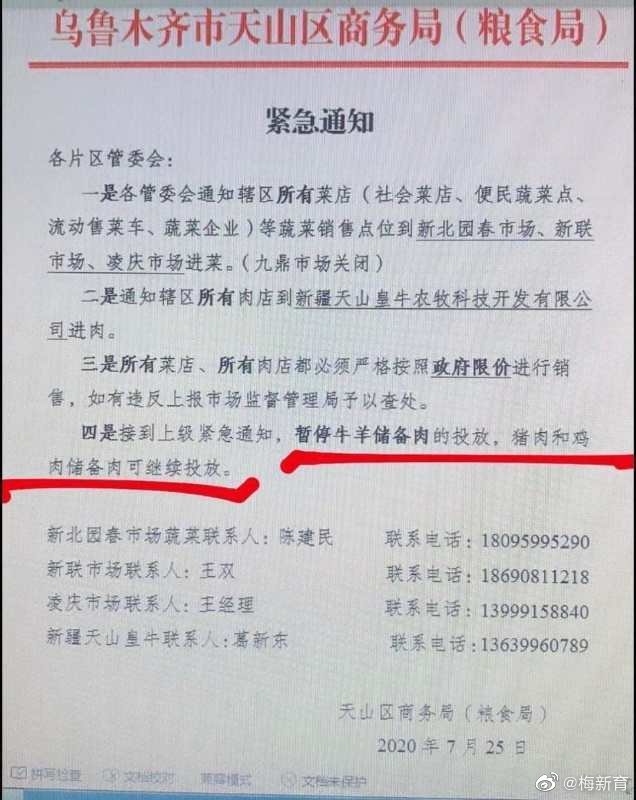 乌鲁木齐市天山区商务局（粮食局）
紧急通知
各片区管委会：
一是各管委会通知辖区所有菜店（社会菜店、便民蔬菜点、
流动售菜车、蔬菜企业）等蔬菜销售点位到新北园春市场、新联
市场、凌庆市场进菜。（九鼎市场关闭）
二是通知辖区所有肉店到新疆天山皇牛农牧科技开发有限公
司进肉。
三是所有菜店、所有肉店都必须严格按照政府限价进行销
售，如有违反上报市场监督管理局予以查处。
四是接到上级紧急通知，暂停牛羊储备肉的投放，猪肉和鸡
肉储备肉可继续投放。
新北园春市场蔬菜联系人：陈建民 联系电话：18095995290
新联市场联系人：王双 联系电话：18690811218
凌庆市场联系人：王经理 联系电话：13999158840
新疆天山皇牛联系人：葛新东 联系电话：13639960789
天山区商务局（粮食局）
2020年7月25日
拼写检查 文档校对 兼容模式 文档未保护
@梅新育